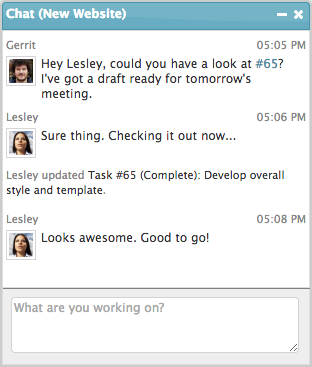 Chat (New Website)
Gerrit 05:05 PM
Hey Lesley, could you have a look at #65?
I've got a draft ready for tomorrow's
meeting.
Lesley 05:06 PM
Sure thing. Checking it out now...
Lesley updated Task #65 (Complete): Develop overall
style and template.
Lesley 05:08 PM
Looks awesome. Good to go!
What are you working on?